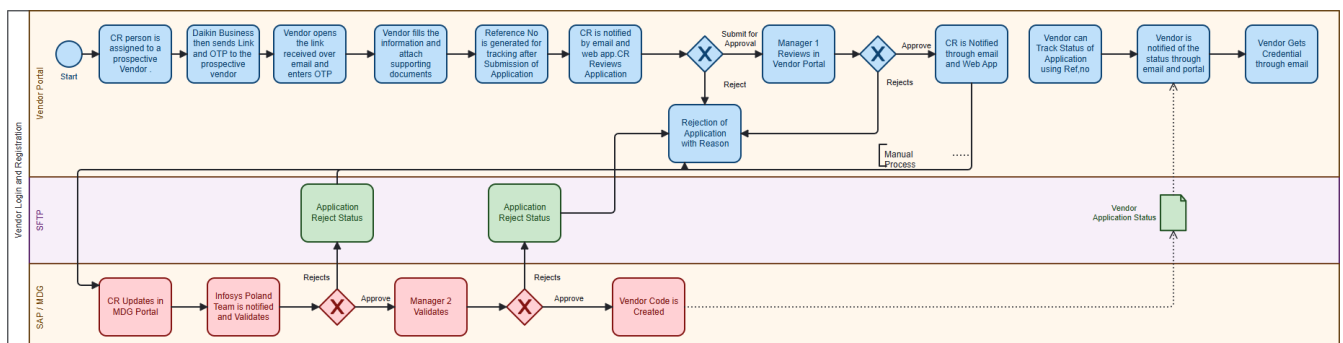 Vendor Login and Registration
Vendor Portal
Start
CR person is
assigned to a
prospective
Vendor .
Daikin Business
then sends Link
and OTP to the
prospective
vendor
Vendor opens
the link
received over
email and
enters OTP
Vendor fills the
information and
attach
supporting
documents
Reference No
is generated for
tracking after
Submission of
Application
CR is notified
by email and
web app.CR
Reviews
Application
Submit for
Approval
Reject
Manager 1
Reviews in
Vendor Portal
Approve
Rejects
CR is Notified
through email
and Web App
Vendor can
Track Status of
Application
using Ref,no
Vendor is
notified of the
status through
email and portal
Vendor Gets
Credential
through email
Rejection of
Application
with Reason
Manual
Process
SFTP
Application
Reject Status
Application
Reject Status
Vendor
Application Status
SAP / MDG
CR Updates in
MDG Portal
Infosys Poland
Team is notified
and Validates
Rejects
Approve
Manager 2
Validates
Rejects
Approve
Vendor Code is
Created